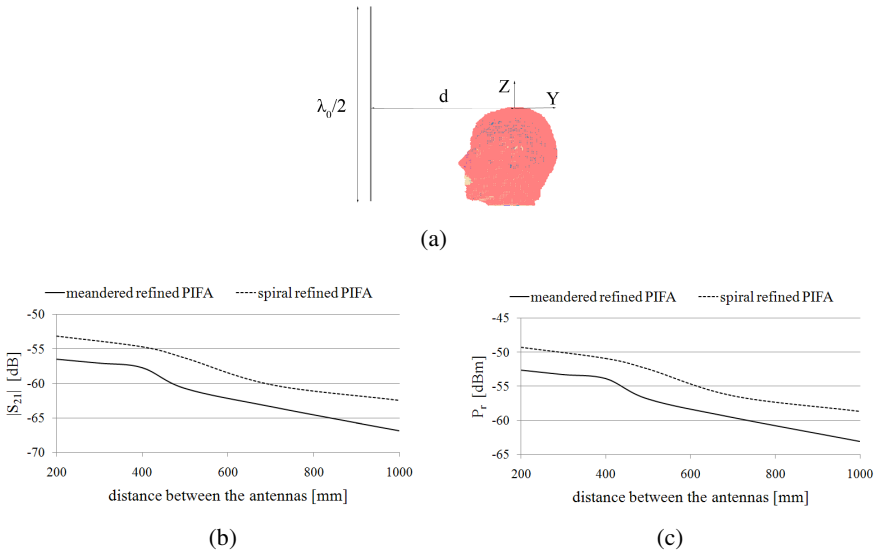 Z
Y
d
λ₀/2
(a)
meandered refined PIFA
spiral refined PIFA
-50
-55
-60
-65
-70
|S₂₁| [dB]
200
400
600
800
1000
distance between the antennas [mm]
(b)
meandered refined PIFA
spiral refined PIFA
-45
-50
-55
-60
-65
Pᵣ [dBm]
200
400
600
800
1000
distance between the antennas [mm]
(c)